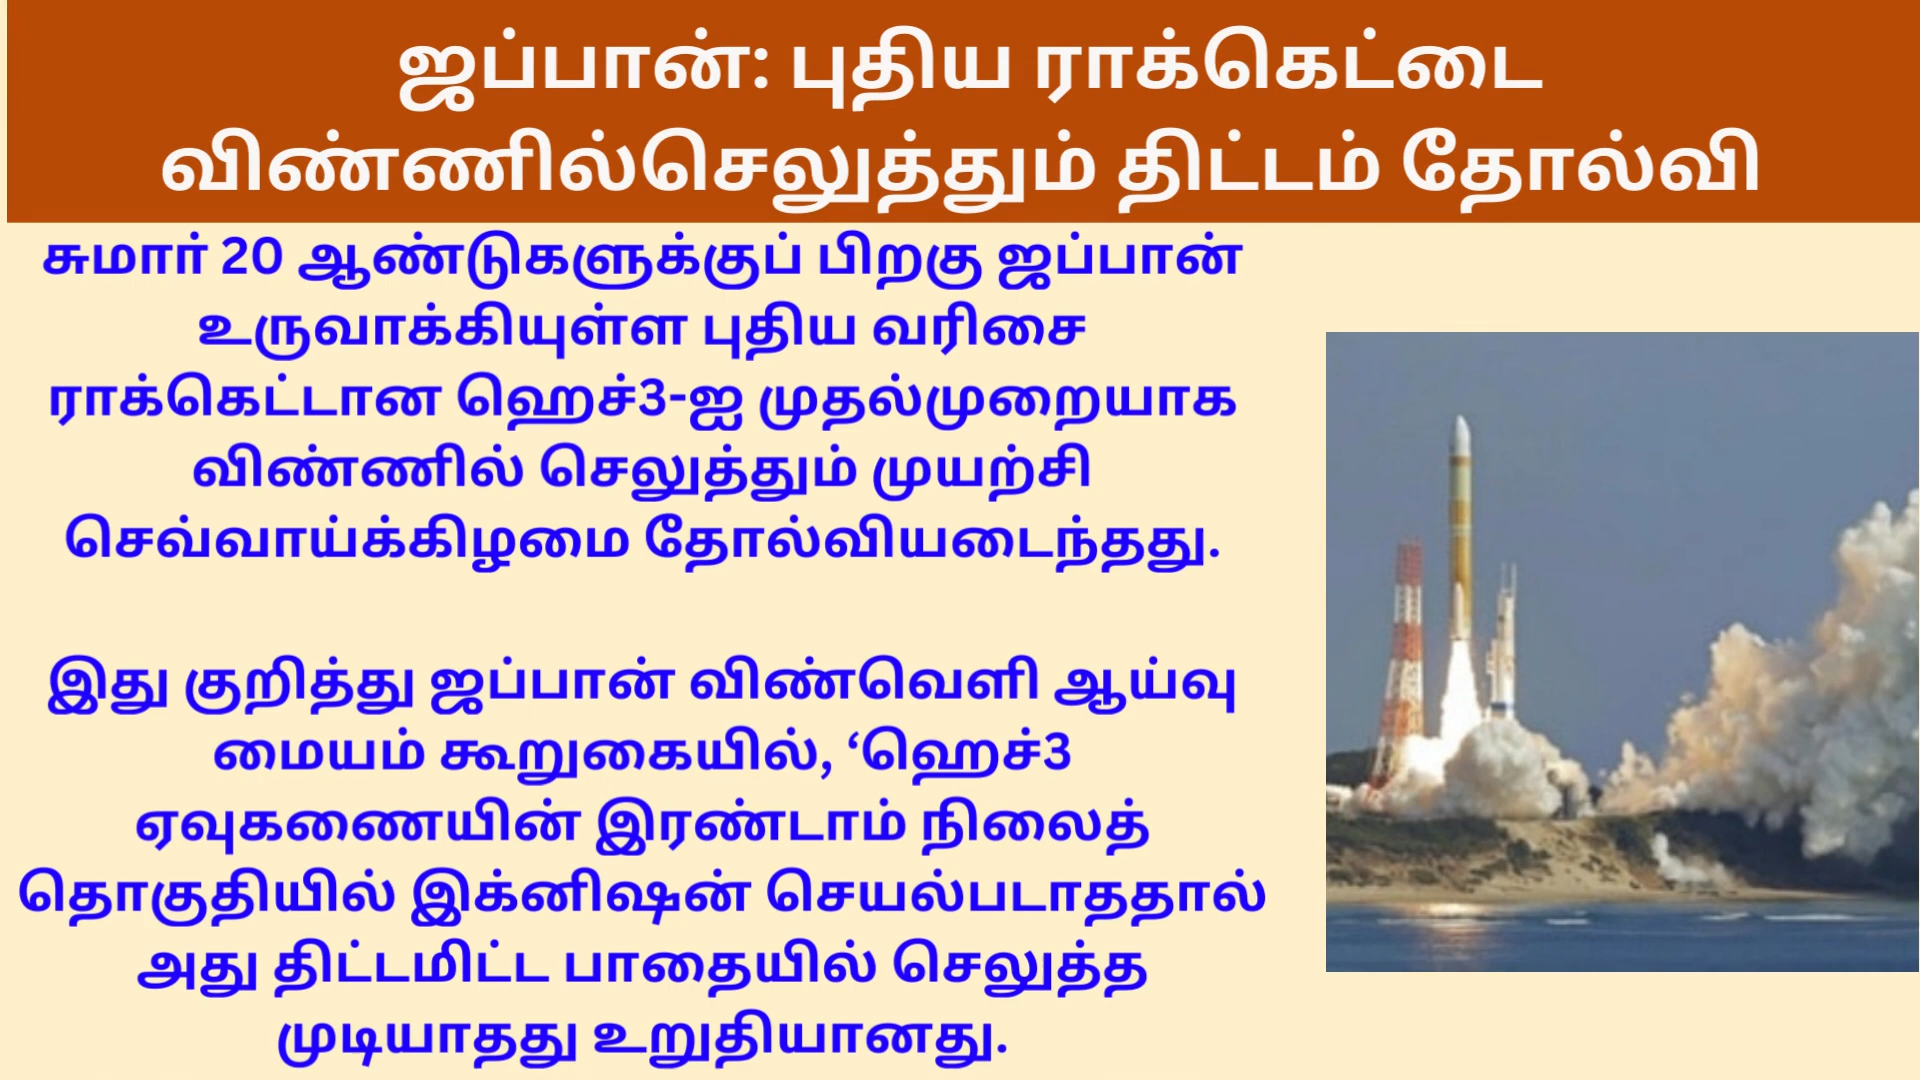 ஜப்பான்: புதிய ராக்கெட்டை
விண்ணில்செலுத்தும் திட்டம் தோல்வி
சுமார் 20 ஆண்டுகளுக்குப் பிறகு ஜப்பான்
உருவாக்கியுள்ள புதிய வரிசை
ராக்கெட்டான ஹெச்3-ஐ முதல்முறையாக
விண்ணில் செலுத்தும் முயற்சி
செவ்வாய்க்கிழமை தோல்வியடைந்தது.
இது குறித்து ஜப்பான் விண்வெளி ஆய்வு
மையம் கூறுகையில், ‘ஹெச்3
ஏவுகணையின் இரண்டாம் நிலைத்
தொகுதியில் இக்னிஷன் செயல்படாததால்
அது திட்டமிட்ட பாதையில் செலுத்த
முடியாதது உறுதியானது.